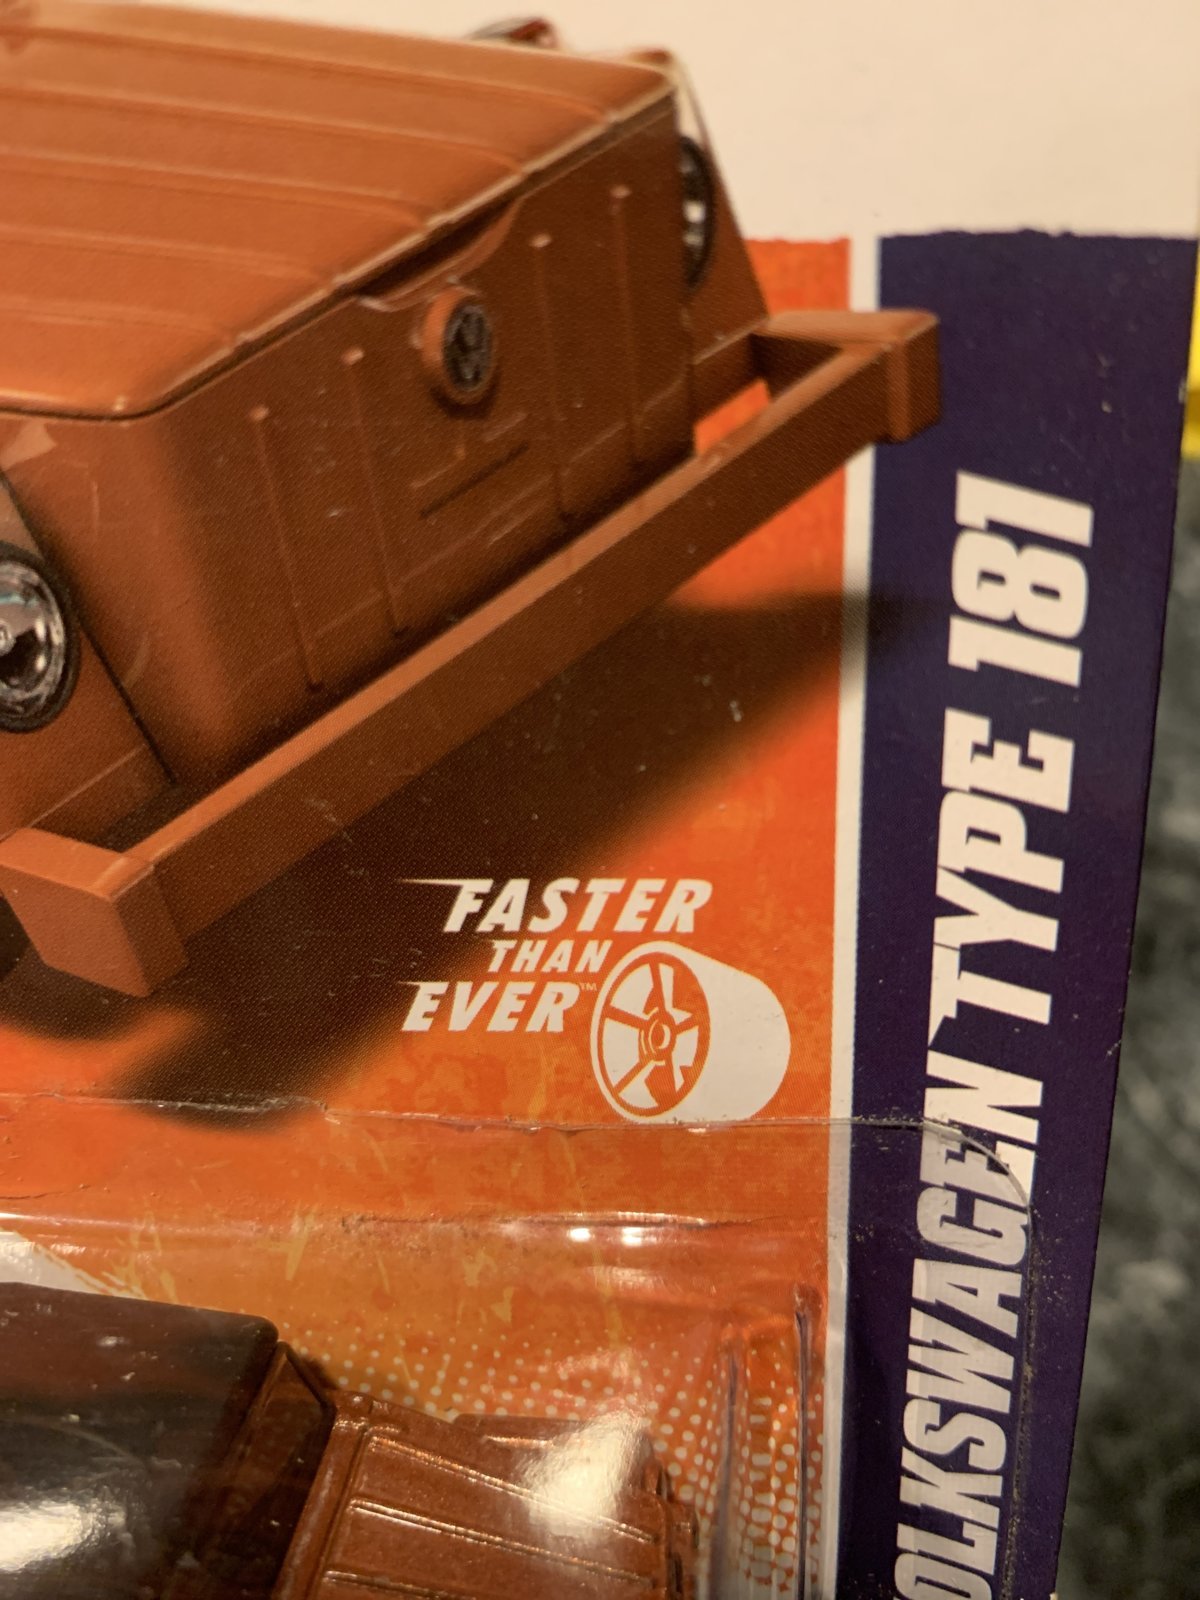 FASTER
THAN
EVER™
OLKSWAGEN TYPE 181